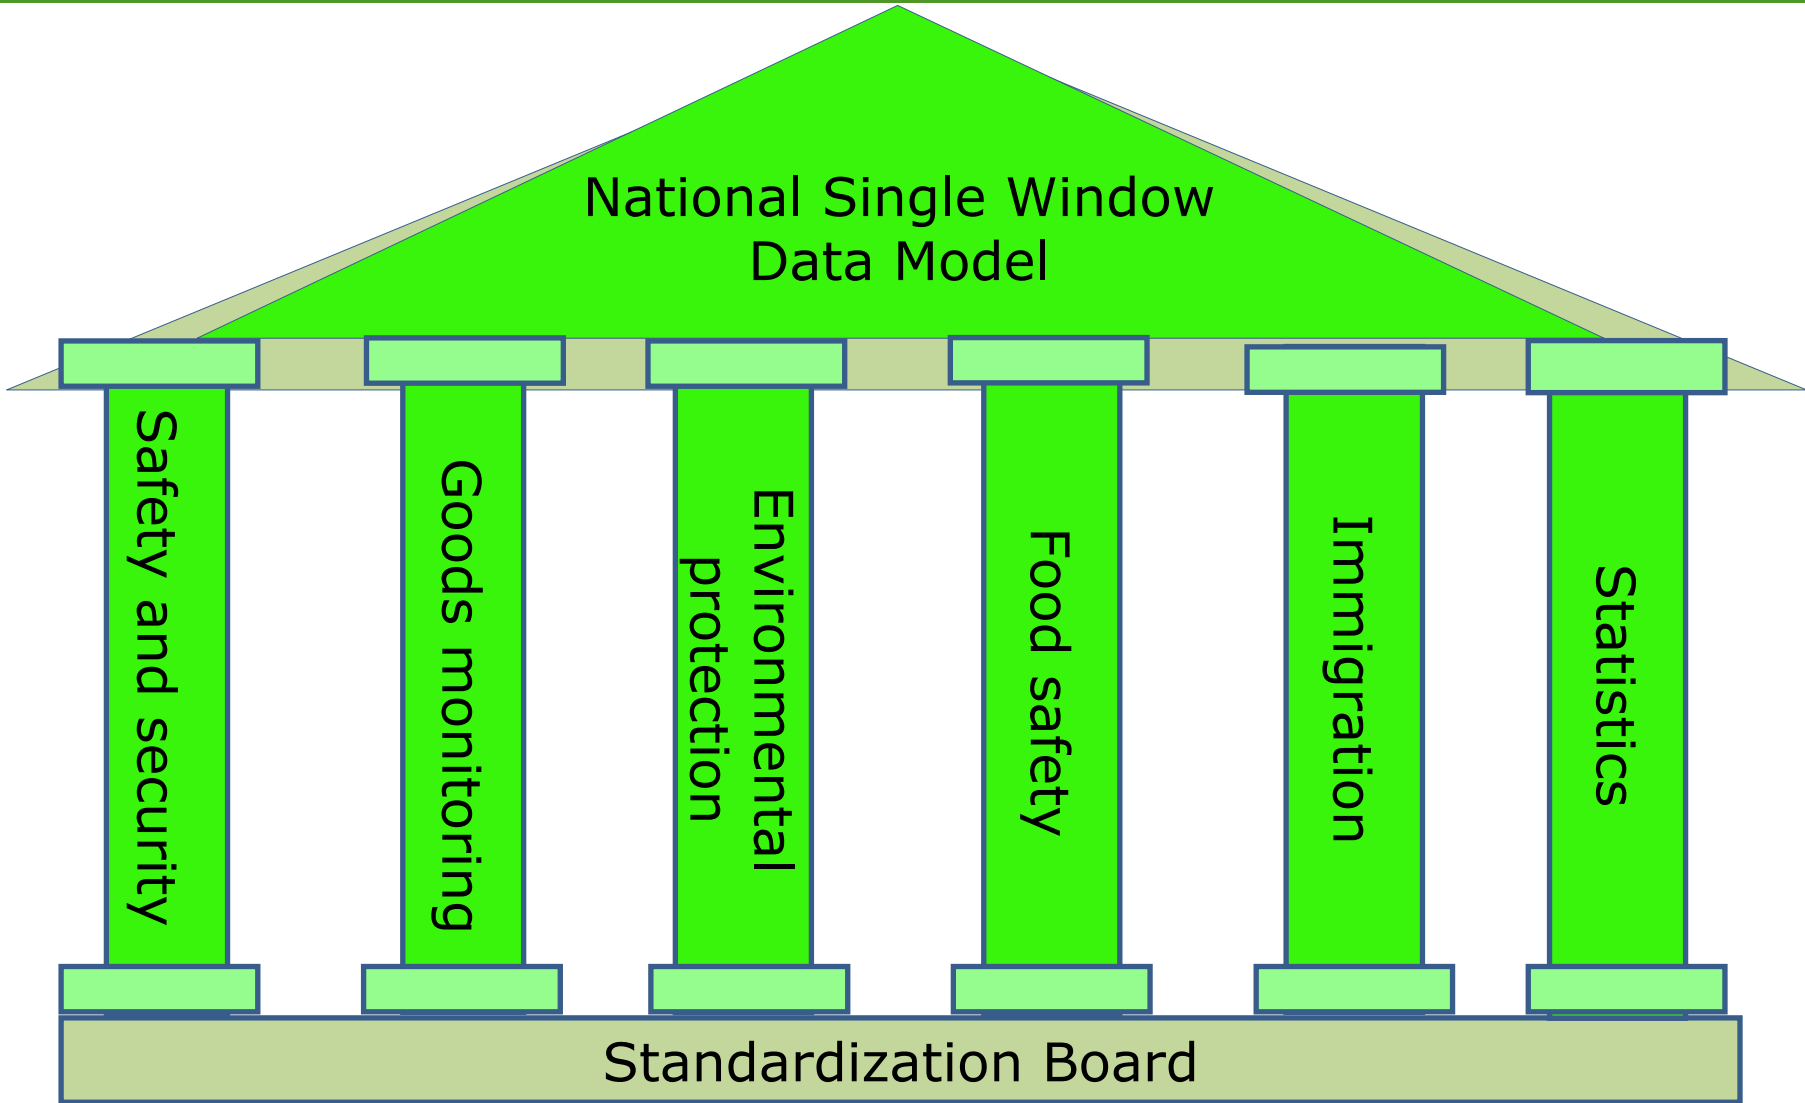 National Single Window
Data Model
Safety and security
Goods monitoring
Environmental
protection
Food safety
Immigration
Statistics
Standardization Board